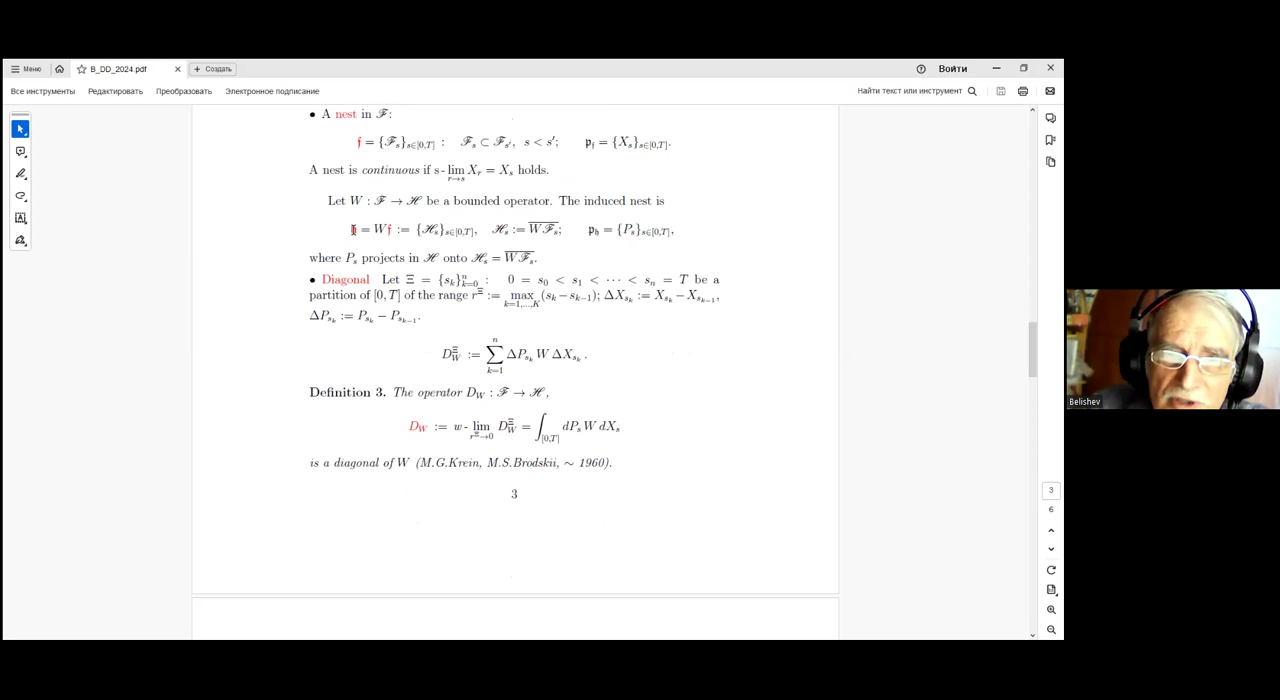 Меню
B_DD_2024.pdf
Создать
Войти
Все инструменты
Редактировать
Преобразовать
Электронное подписание
Найти текст или инструмент
• A nest in ℱ:
𝔣 = {ℱ_s}_{s∈[0,T]} : ℱ_s ⊂ ℱ_{s′}, s < s′; 𝔭_𝔣 = {X_s}_{s∈[0,T]}.
A nest is continuous if s - lim_{r→s} X_r = X_s holds.
Let W : ℱ → ℋ be a bounded operator. The induced nest is
𝔥 = W𝔣 := {ℋ_s}_{s∈[0,T]}, ℋ_s := \overline{Wℱ_s}; 𝔭_𝔥 = {P_s}_{s∈[0,T]},
where P_s projects in ℋ onto ℋ_s = \overline{Wℱ_s}.
• Diagonal Let Ξ = {s_k}_{k=0}^{n} : 0 = s_0 < s_1 < ⋯ < s_n = T be a
partition of [0, T] of the range r^Ξ := max_{k=1,...,K} (s_k − s_{k−1}); ΔX_{s_k} := X_{s_k} − X_{s_{k−1}},
ΔP_{s_k} := P_{s_k} − P_{s_{k−1}}.
D_W^Ξ := ∑_{k=1}^{n} ΔP_{s_k} W ΔX_{s_k} .
Definition 3. The operator D_W : ℱ → ℋ,
D_W := w - lim_{r^Ξ→0} D_W^Ξ = ∫_{[0,T]} dP_s W dX_s
is a diagonal of W (M.G.Krein, M.S.Brodskii, ∼ 1960).
3
3
6
Belishev